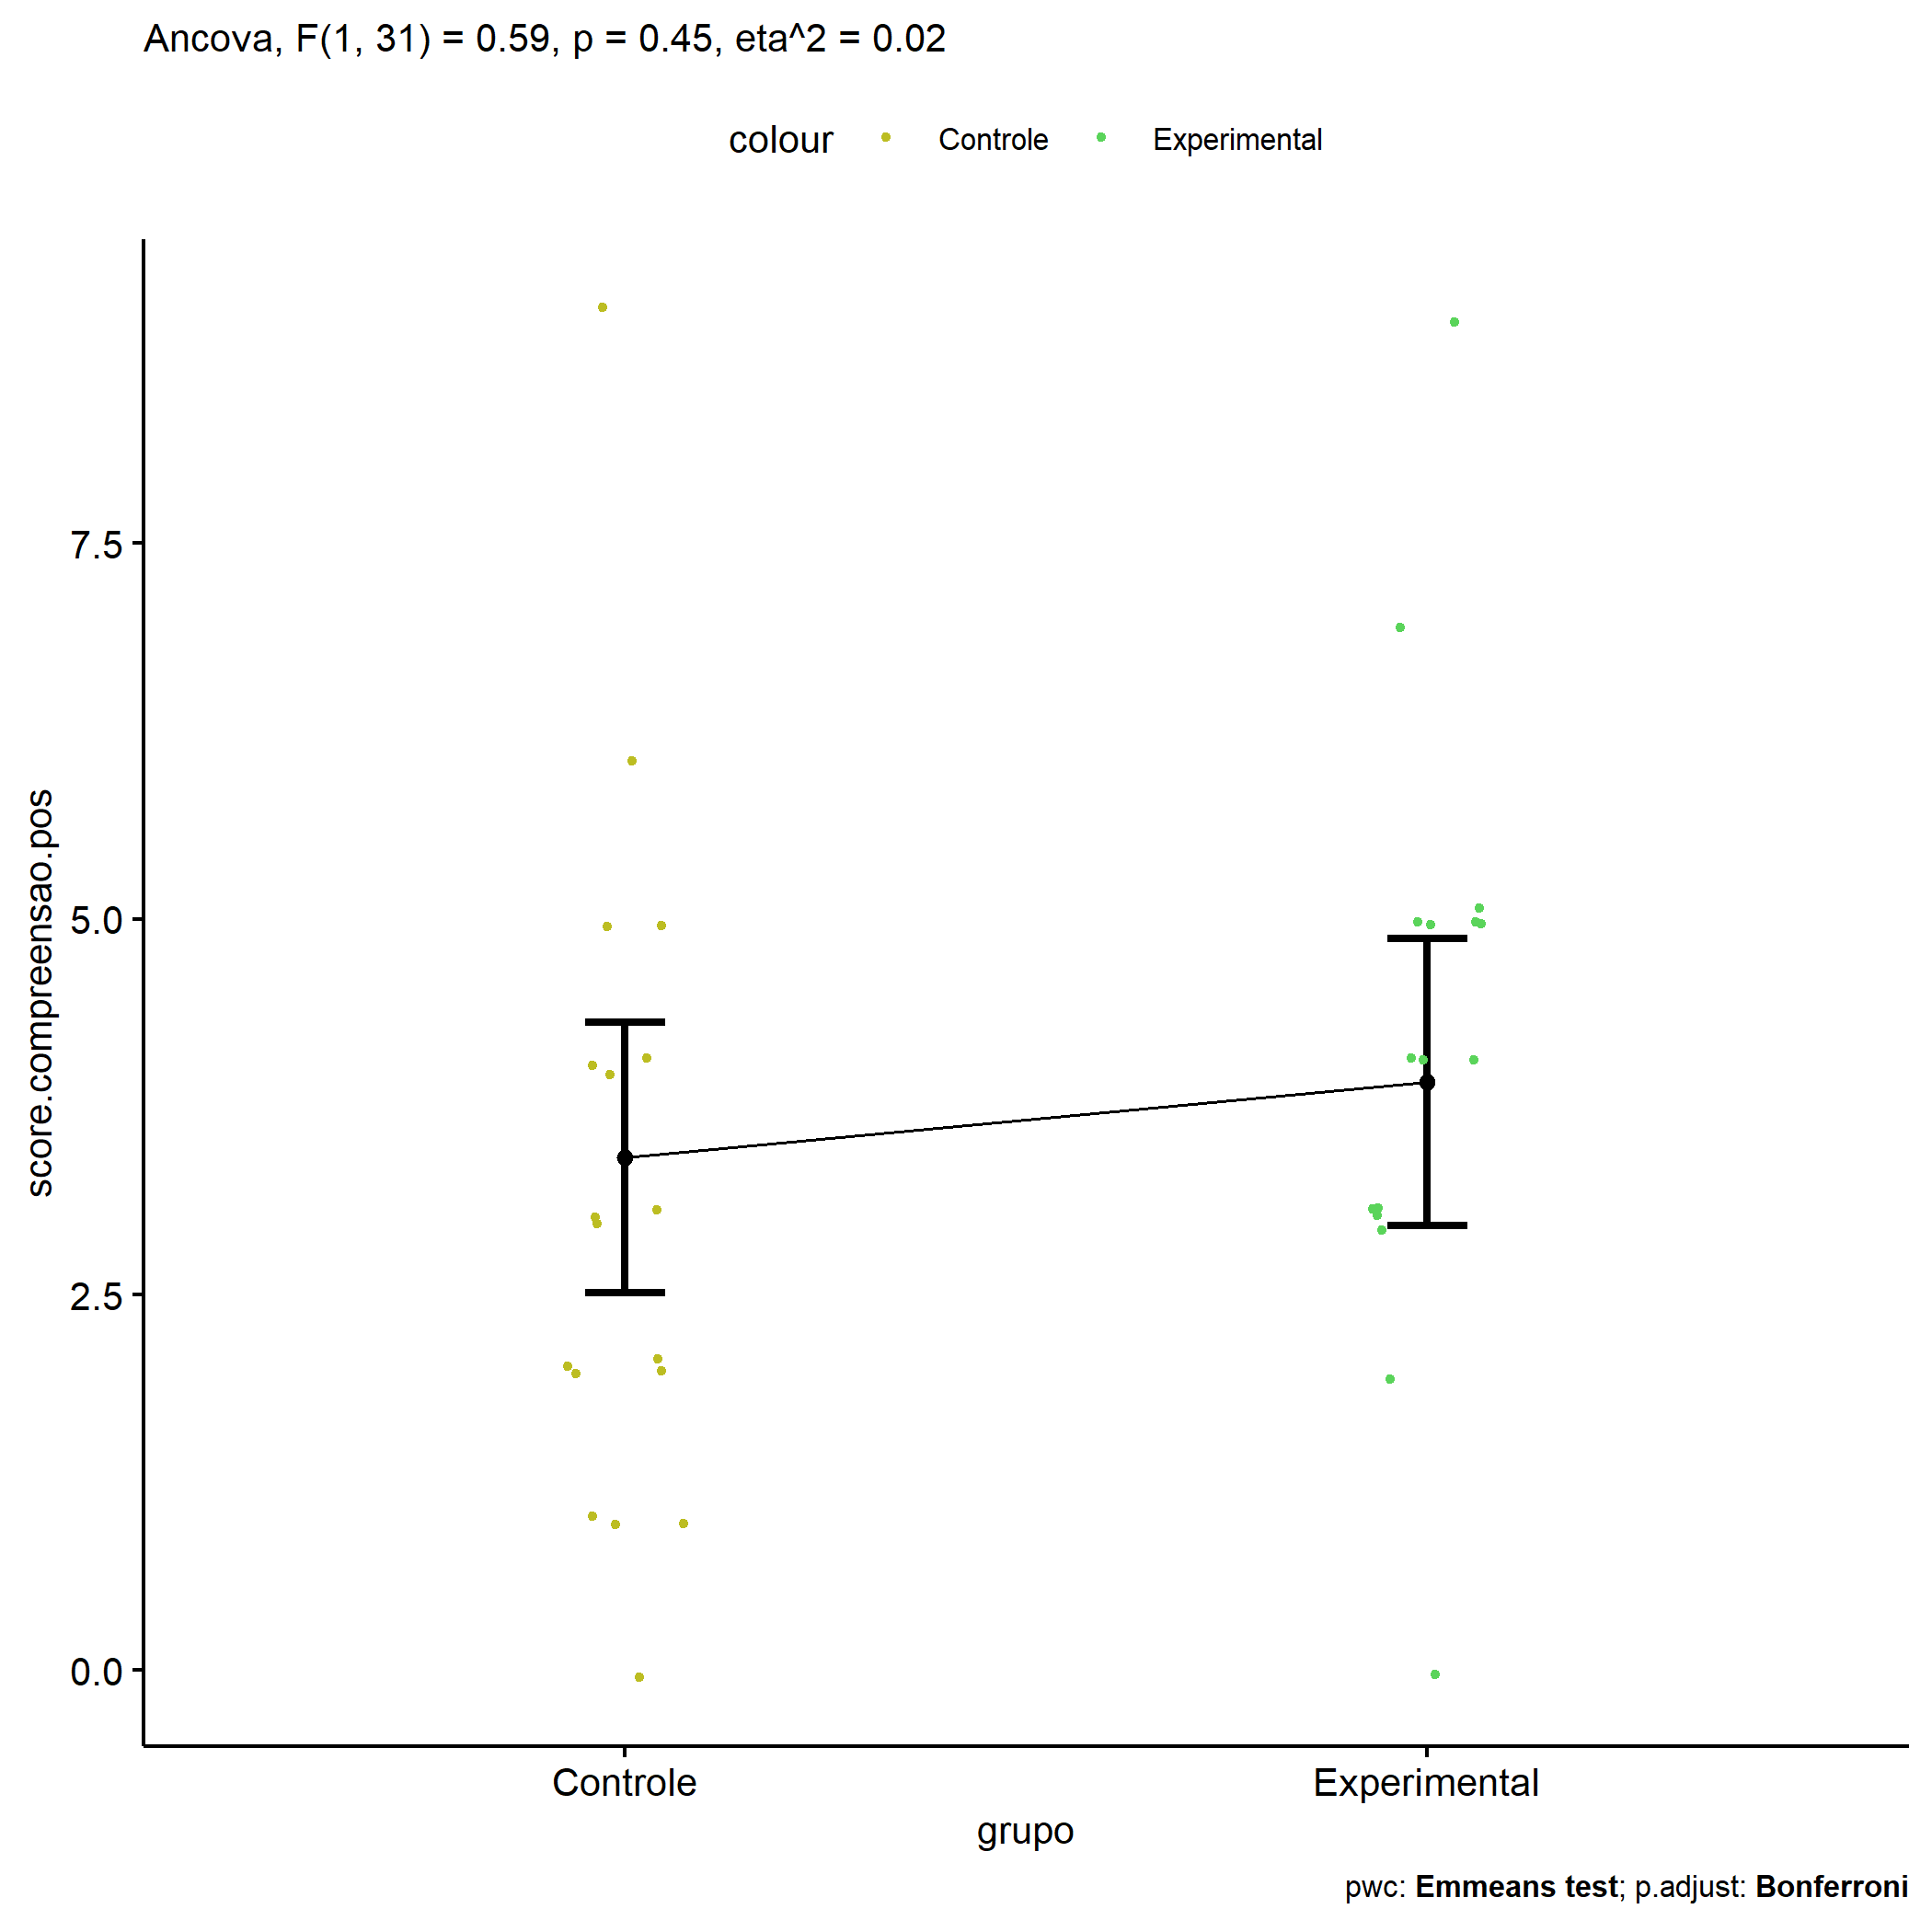 Ancova, F(1, 31) = 0.59, p = 0.45, eta^2 = 0.02
colour Controle Experimental
score.compreensao.pos
7.5
5.0
2.5
0.0
Controle Experimental
grupo
pwc: Emmeans test; p.adjust: Bonferroni